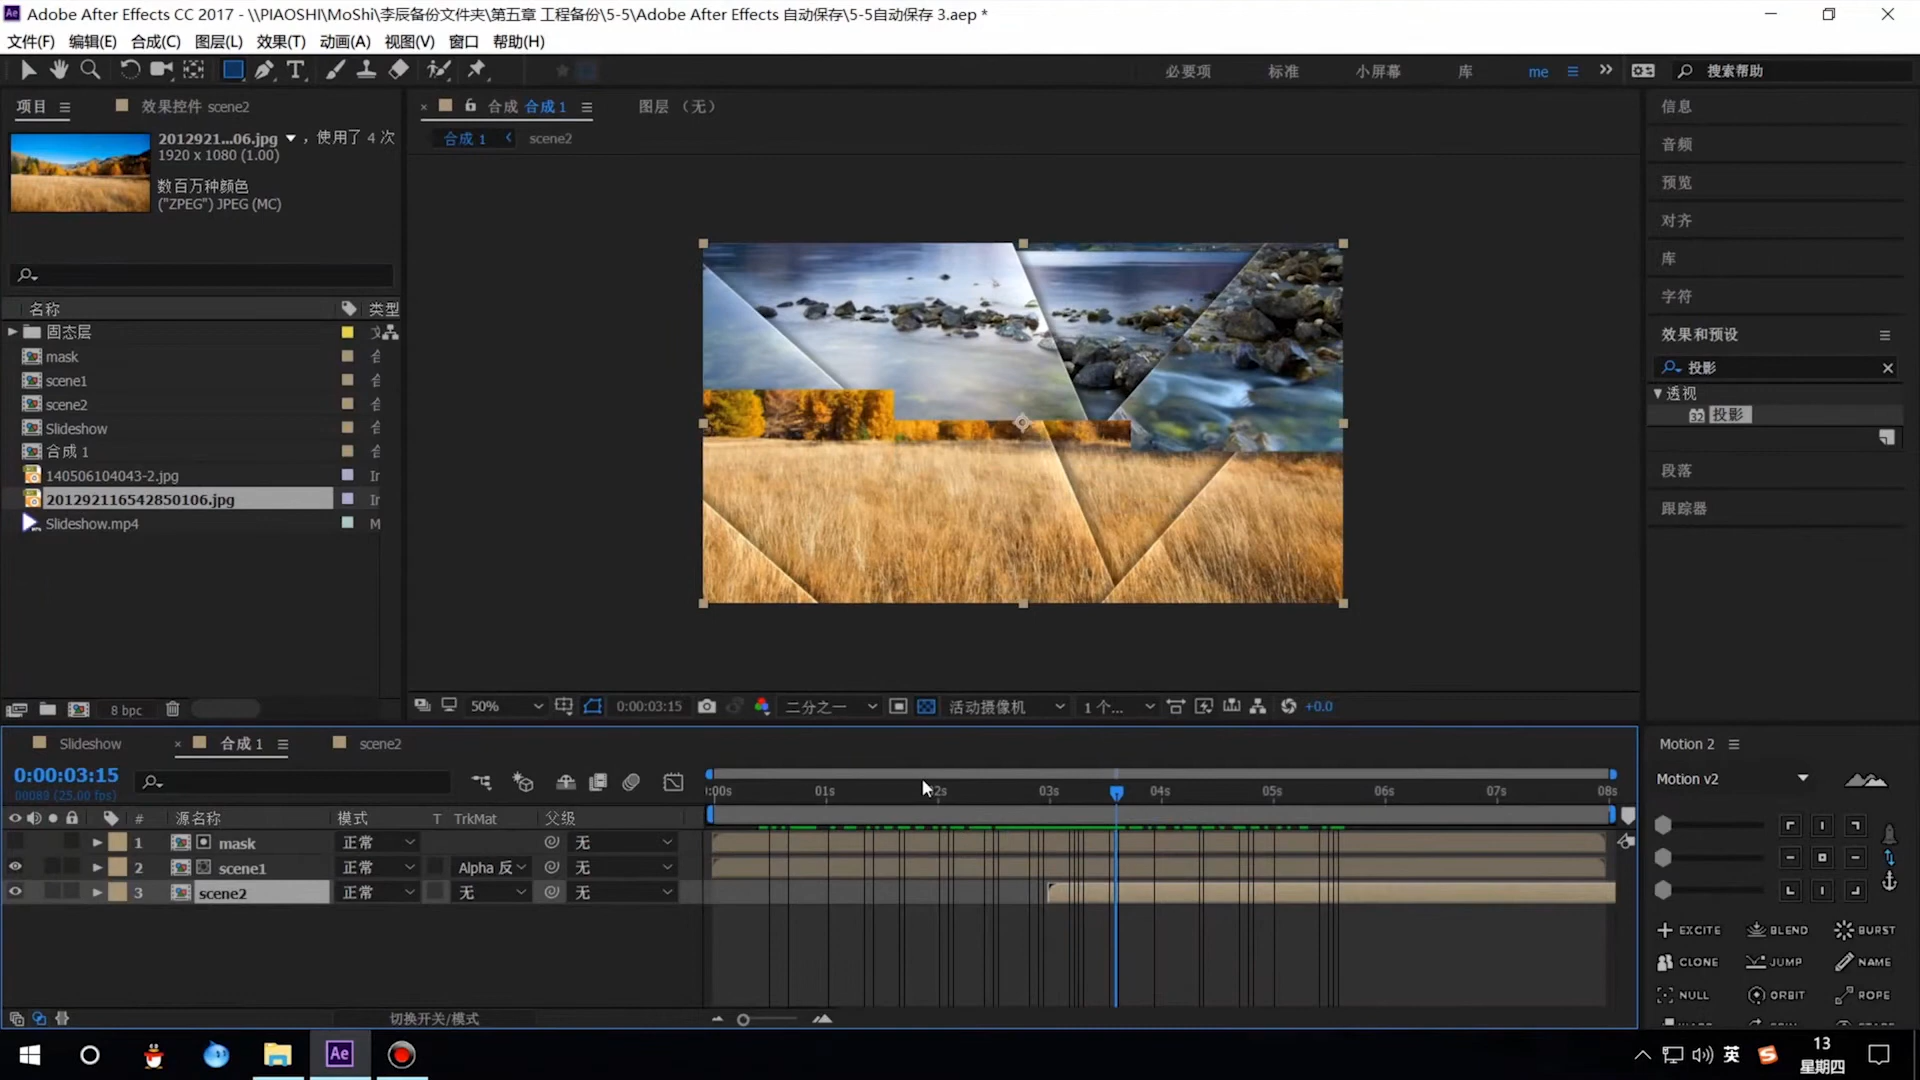 Adobe After Effects CC 2017 - \\PIAOSHI\MoShi\李辰备份文件夹\第五章 工程备份\5-5\Adobe After Effects 自动保存\5-5自动保存 3.aep *
文件(F) 编辑(E) 合成(C) 图层(L) 效果(T) 动画(A) 视图(V) 窗口 帮助(H)
必要项 标准 小屏幕 库 me 搜索帮助
项目 效果控件 scene2
2012921...06.jpg ，使用了 4 次
1920 x 1080 (1.00)
数百万种颜色
("ZPEG") JPEG (MC)
名称 类型
固态层
mask
scene1
scene2
Slideshow
合成 1
140506104043-2.jpg
201292116542850106.jpg
Slideshow.mp4 M
8 bpc
合成 合成 1 图层 （无）
合成 1 scene2
50% 0:00:03:15 二分之一 活动摄像机 1 个... +0.0
信息
音频
预览
对齐
库
字符
效果和预设
投影
透视
32 投影
段落
跟踪器
Slideshow 合成 1 scene2
0:00:03:15
00089 (25.00 fps)
:00s 01s 02s 03s 04s 05s 06s 07s 08s
# 源名称 模式 T TrkMat 父级
1 mask 正常 无
2 scene1 正常 Alpha 反 无
3 scene2 正常 无 无
切换开关/模式
Motion 2
Motion v2
EXCITE BLEND BURST
CLONE JUMP NAME
NULL ORBIT ROPE
Ae
英
13
星期四